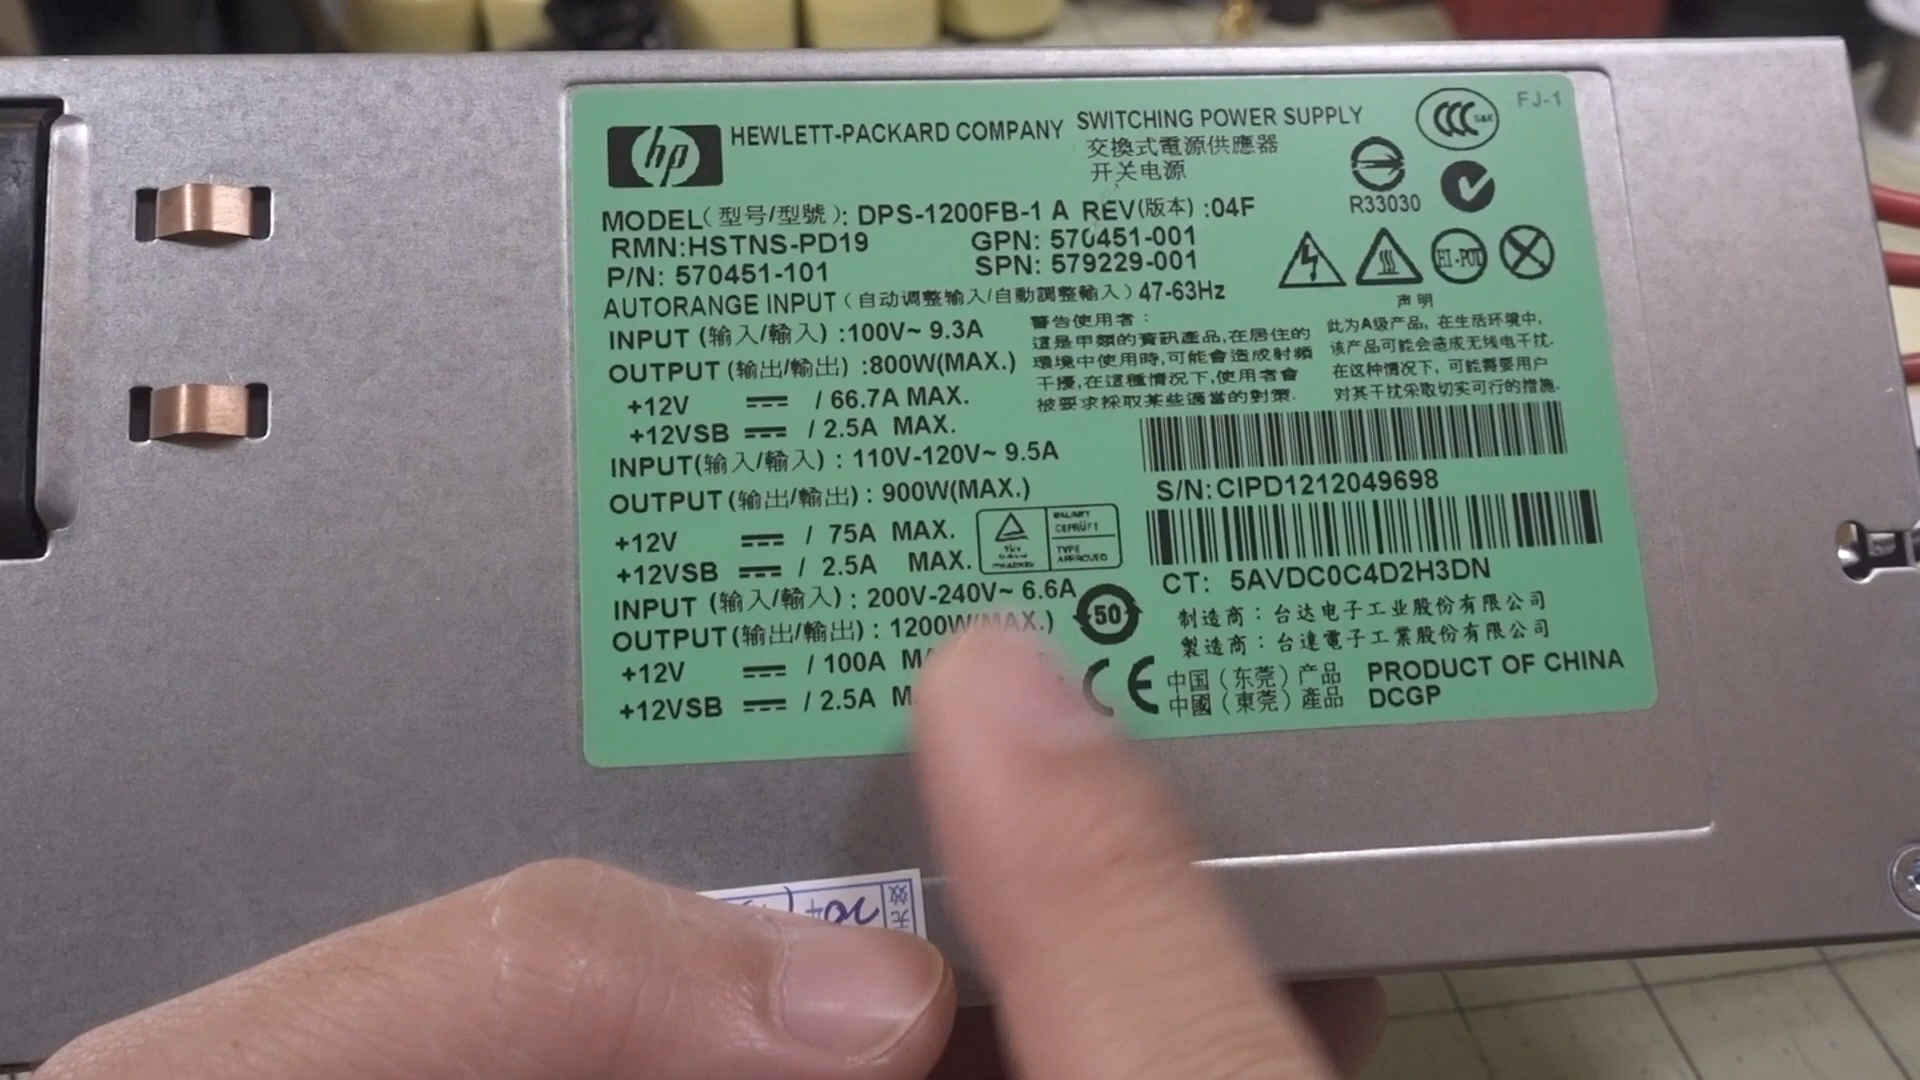 hp HEWLETT-PACKARD COMPANY SWITCHING POWER SUPPLY
交換式電源供應器
开关电源
FJ-1
CCC S&E
R33030
MODEL(型号/型號): DPS-1200FB-1 A REV(版本) :04F
RMN:HSTNS-PD19 GPN: 570451-001
P/N: 570451-101 SPN: 579229-001
HI-POT
AUTORANGE INPUT (自动调整输入/自動調整輸入) 47-63Hz
INPUT (输入/輸入) :100V~ 9.3A
OUTPUT (输出/輸出) :800W(MAX.)
+12V / 66.7A MAX.
+12VSB / 2.5A MAX.
INPUT(输入/輸入) : 110V-120V~ 9.5A
OUTPUT (输出/輸出) : 900W(MAX.)
+12V / 75A MAX.
+12VSB / 2.5A MAX.
INPUT (输入/輸入) : 200V-240V~ 6.6A
OUTPUT (输出/輸出) : 1200W(MAX.)
+12V / 100A
+12VSB / 2.5A
警告使用者:
這是甲類的資訊產品,在居住的
環境中使用時,可能會造成射頻
干擾,在這種情況下,使用者會
被要求採取某些適當的對策.
声明
此为A级产品, 在生活环境中,
该产品可能会造成无线电干扰.
在这种情况下, 可能需要用户
对其干扰采取切实可行的措施.
S/N:CIPD1212049698
CT: 5AVDC0C4D2H3DN
TÜV
GEPRÜFT
TYPE
APPROVED
50
CE
制造商:台达电子工业股份有限公司
製造商:台達電子工業股份有限公司
中国(东莞)产品 PRODUCT OF CHINA
中國(東莞)產品 DCGP
无效